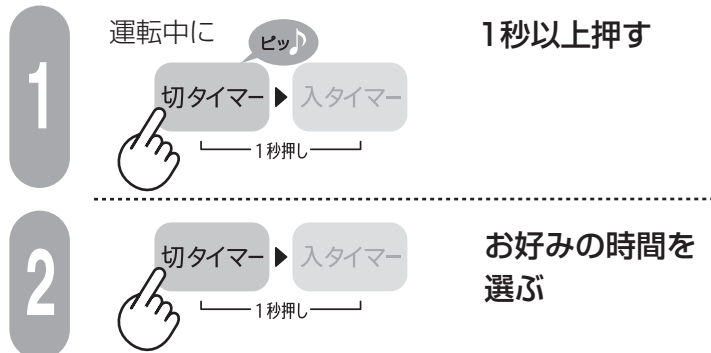 1
運転中に
ピッ♪
1秒以上押す
切タイマー ▶ 入タイマー
1秒押し
2
切タイマー ▶ 入タイマー
1秒押し
お好みの時間を
選ぶ